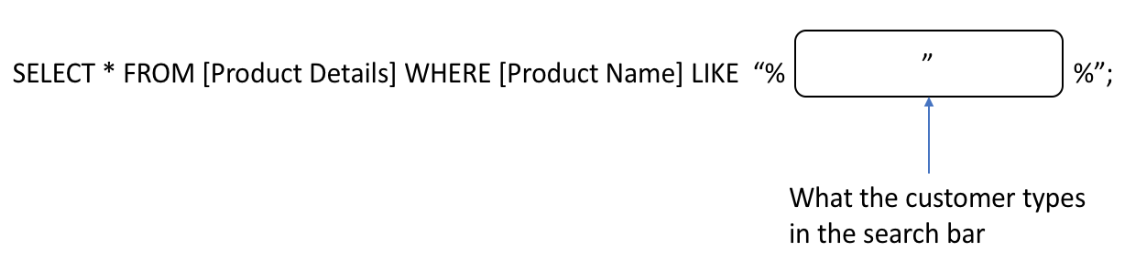 SELECT * FROM [Product Details] WHERE [Product Name] LIKE “% ” %”;
What the customer types
in the search bar